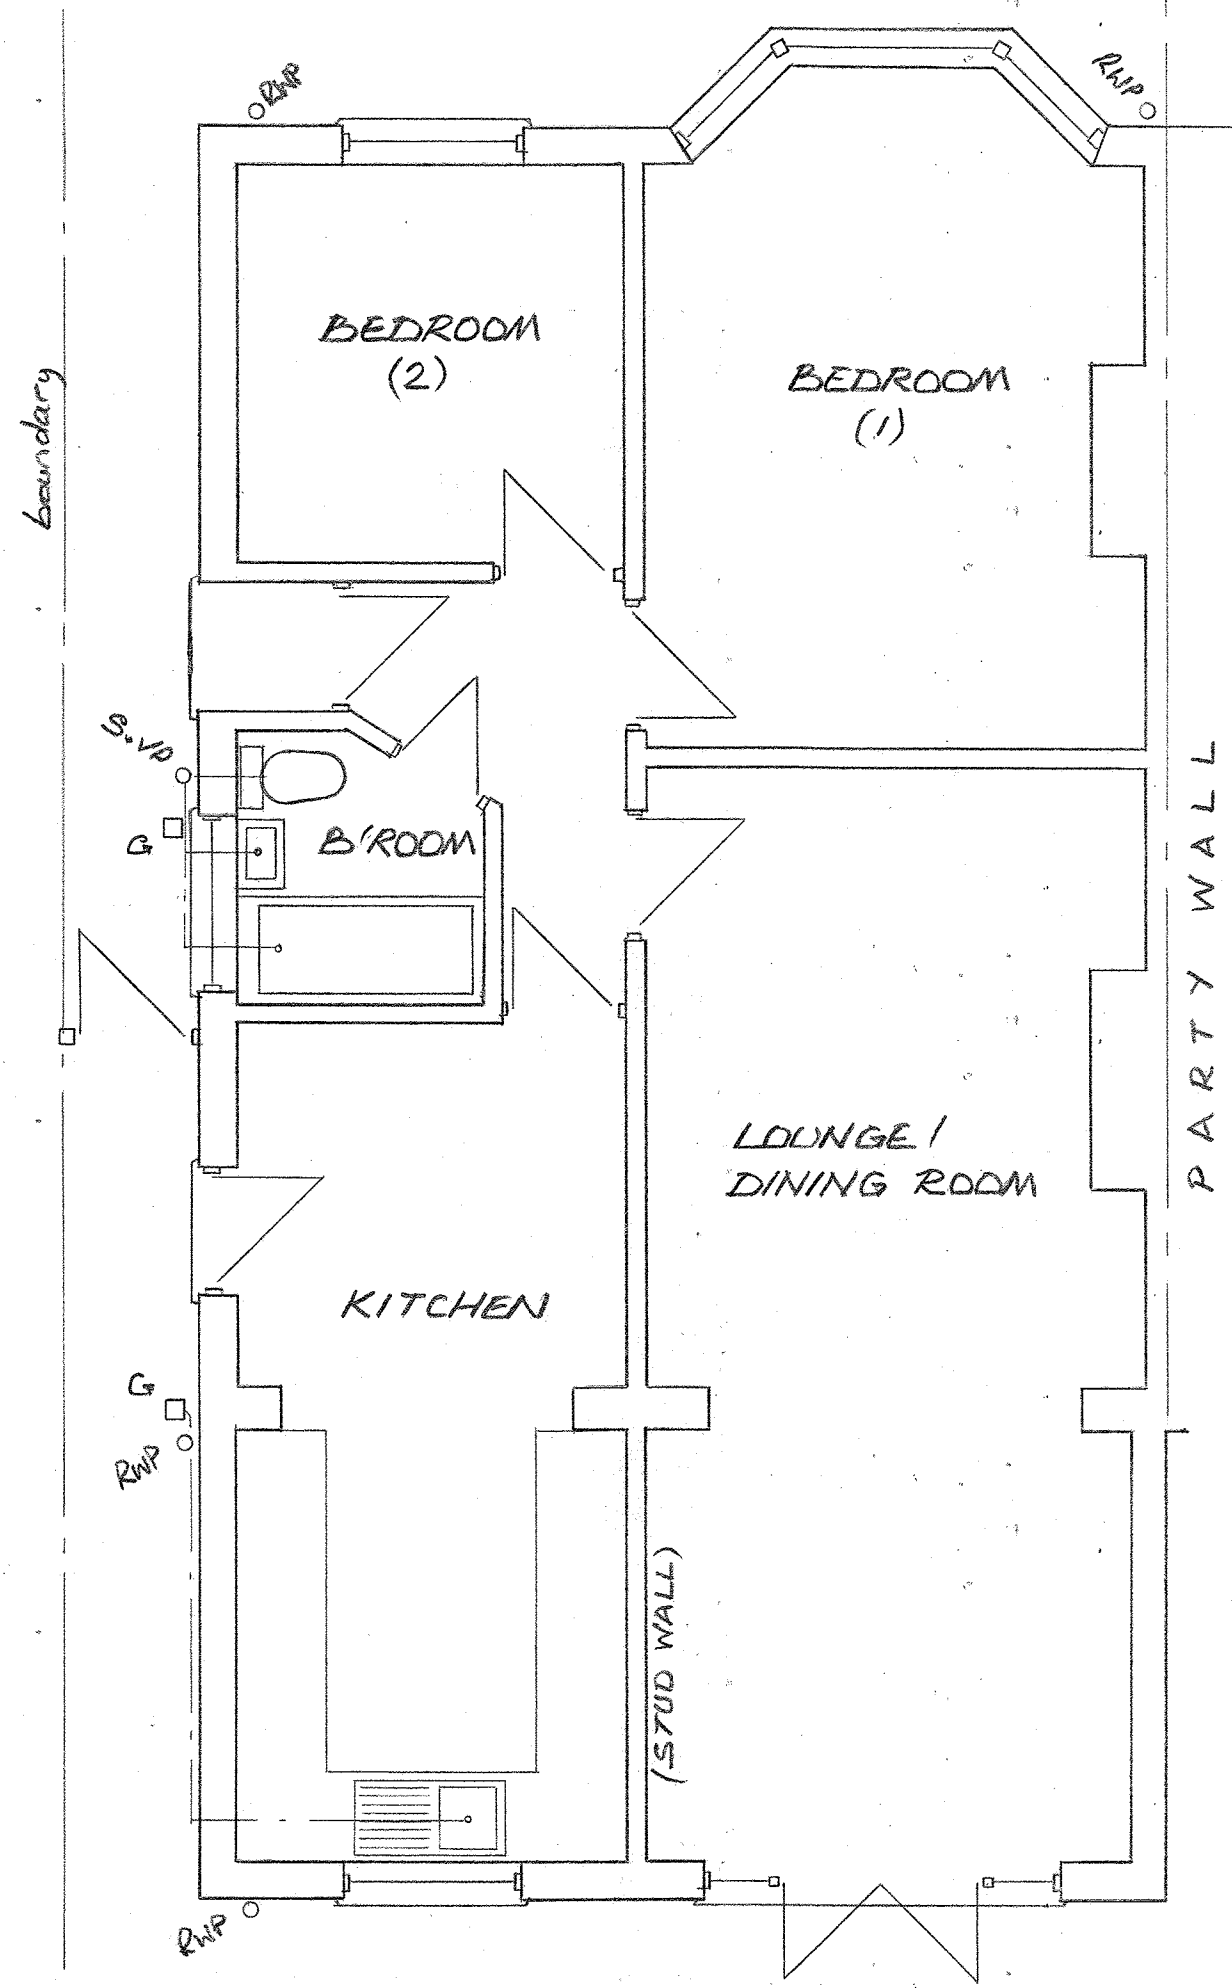 RWP
RWP
BEDROOM
(2)
BEDROOM
(1)
boundary
S.VP
G
B'ROOM
PARTY WALL
LOUNGE/
DINING ROOM
KITCHEN
G
RWP
(STUD WALL)
RWP